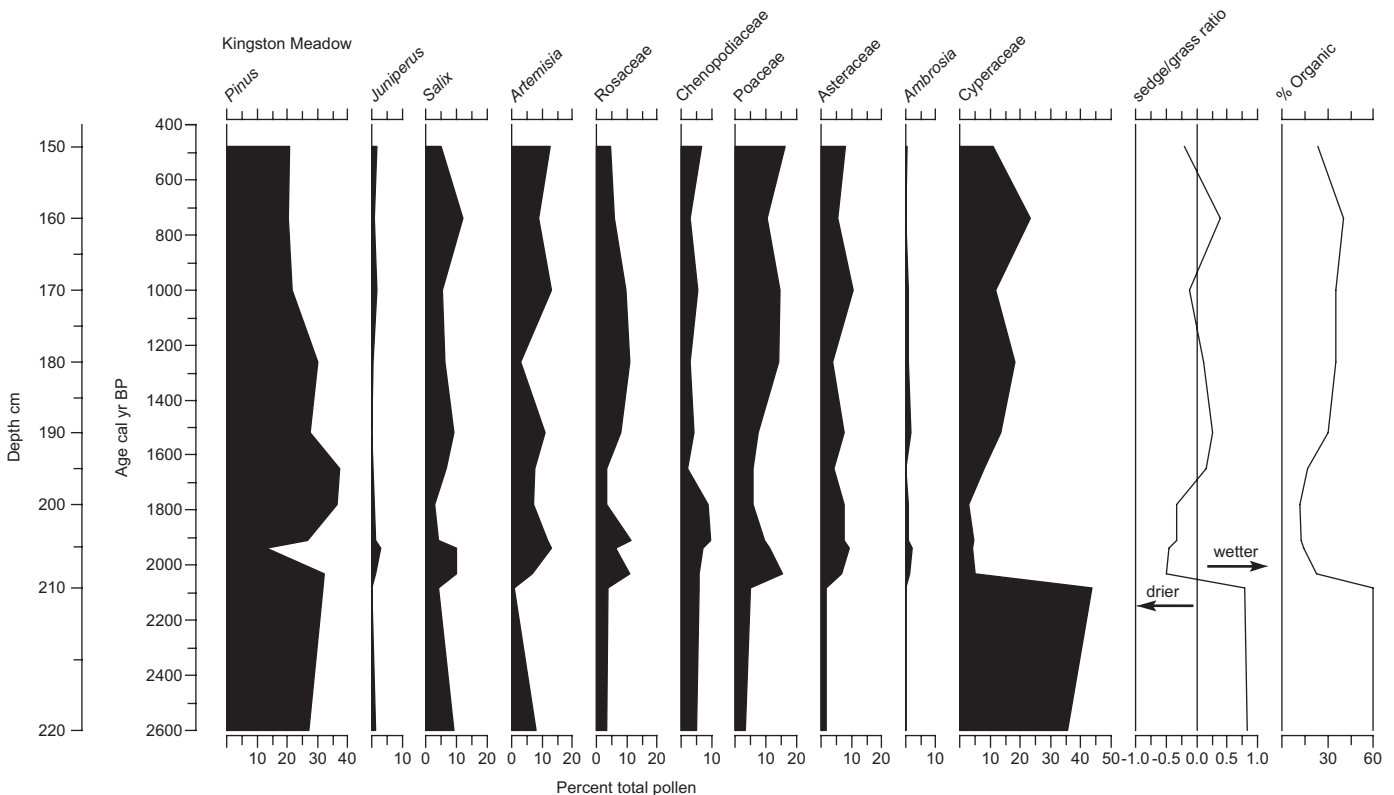 Kingston Meadow
Pinus
Juniperus
Salix
Artemisia
Rosaceae
Chenopodiaceae
Poaceae
Asteraceae
Ambrosia
Cyperaceae
sedge/grass ratio
% Organic
Depth cm
150
160
170
180
190
200
210
220
Age cal yr BP
400
600
800
1000
1200
1400
1600
1800
2000
2200
2400
2600
wetter
drier
10 20 30 40
10
0 10 20
0 10 20
0 10 20
0 10
0 10 20
0 10 20
10
0 10 20 30 40 50
-1.0 -0.5 0.0 0.5 1.0
30 60
Percent total pollen